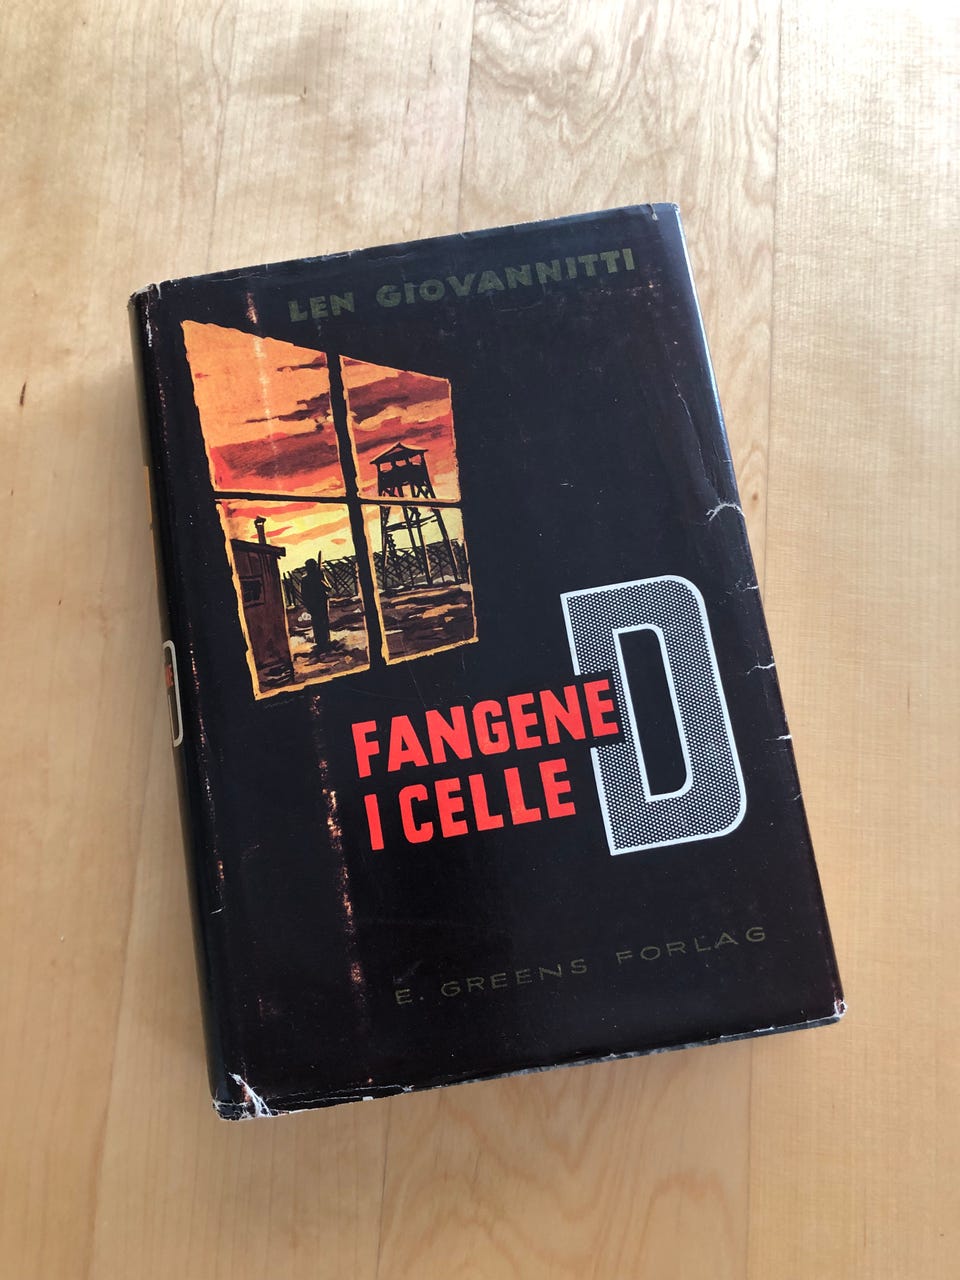 LEN GIOVANNITTI
FANGENE
I CELLE
D
E. GREENS FORLAG
D